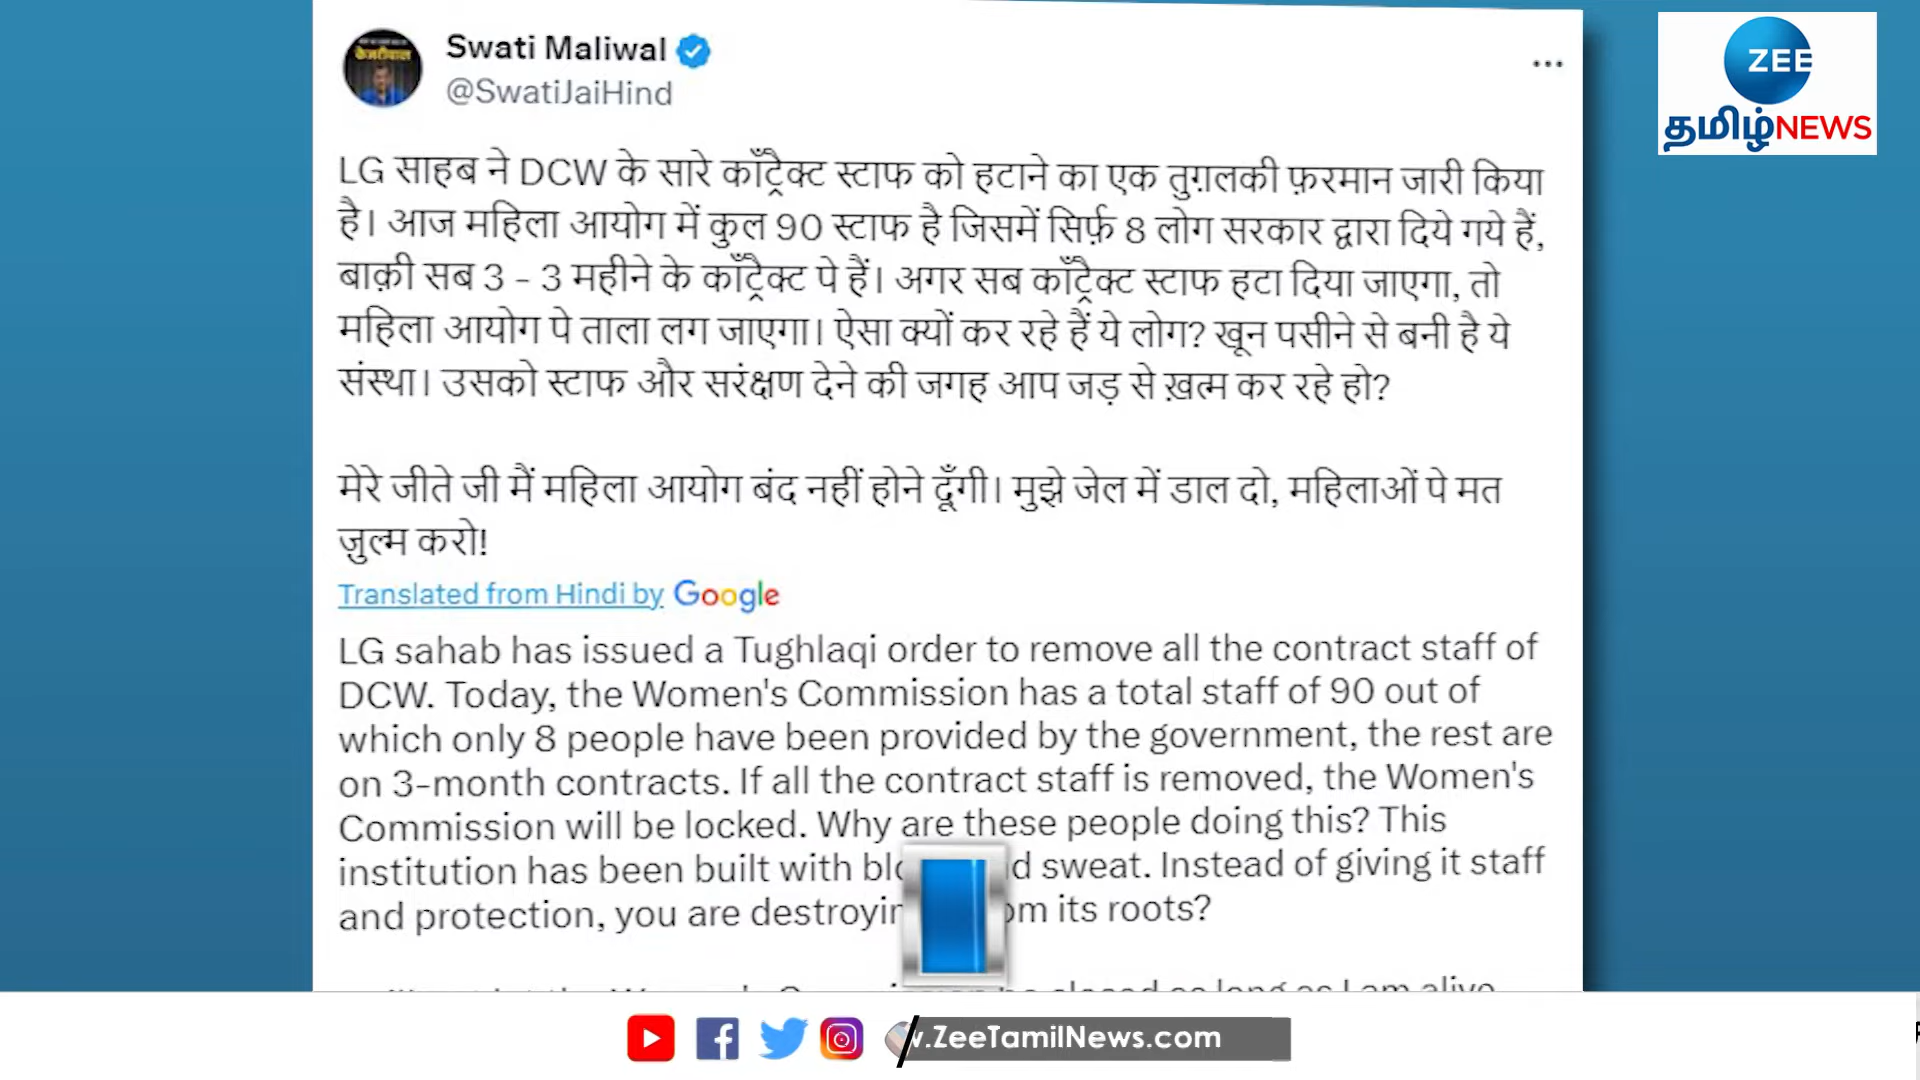 Swati Maliwal
@SwatiJaiHind
ZEE
தமிழ்NEWS
LG साहब ने DCW के सारे कॉंट्रैक्ट स्टाफ को हटाने का एक तुग़लकी फ़रमान जारी किया
है। आज महिला आयोग में कुल 90 स्टाफ है जिसमें सिर्फ़ 8 लोग सरकार द्वारा दिये गये हैं,
बाक़ी सब 3 - 3 महीने के कॉंट्रैक्ट पे हैं। अगर सब कॉंट्रैक्ट स्टाफ हटा दिया जाएगा, तो
महिला आयोग पे ताला लग जाएगा। ऐसा क्यों कर रहे हैं ये लोग? खून पसीने से बनी है ये
संस्था। उसको स्टाफ और सरंक्षण देने की जगह आप जड़ से ख़त्म कर रहे हो?
मेरे जीते जी मैं महिला आयोग बंद नहीं होने दूँगी। मुझे जेल में डाल दो, महिलाओं पे मत
ज़ुल्म करो!
Translated from Hindi by Google
LG sahab has issued a Tughlaqi order to remove all the contract staff of
DCW. Today, the Women's Commission has a total staff of 90 out of
which only 8 people have been provided by the government, the rest are
on 3-month contracts. If all the contract staff is removed, the Women's
Commission will be locked. Why are these people doing this? This
institution has been built with sweat. Instead of giving it staff
and protection, you are its roots?
closed so long as I am alive
.ZeeTamilNews.com